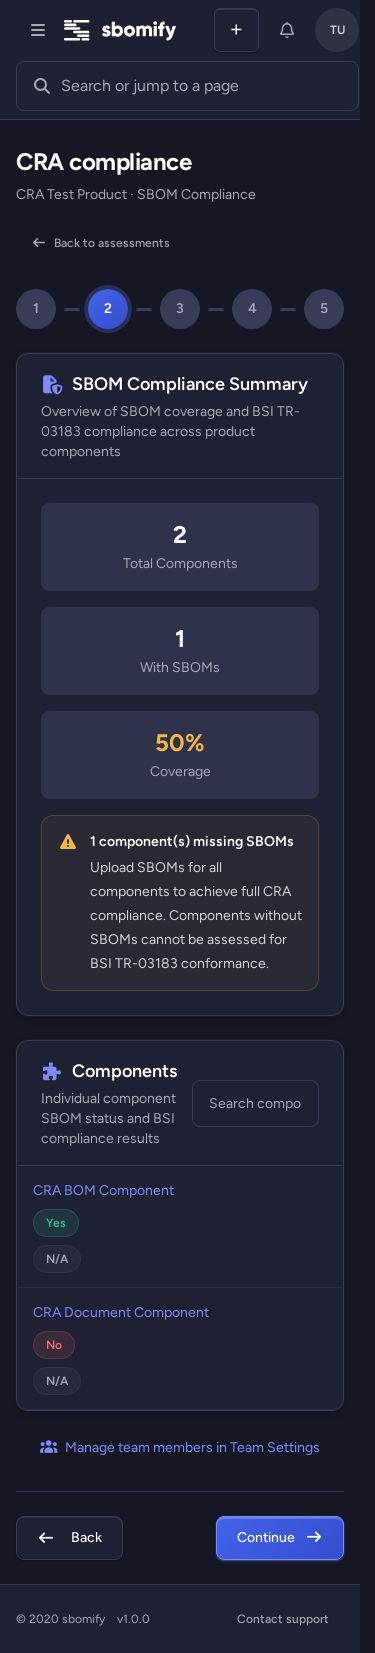 sbomify
+
TU
Search or jump to a page
CRA compliance
CRA Test Product · SBOM Compliance
Back to assessments
1
2
3
4
5
SBOM Compliance Summary
Overview of SBOM coverage and BSI TR-
03183 compliance across product
components
2
Total Components
1
With SBOMs
50%
Coverage
1 component(s) missing SBOMs
Upload SBOMs for all
components to achieve full CRA
compliance. Components without
SBOMs cannot be assessed for
BSI TR-03183 conformance.
Components
Individual component
SBOM status and BSI
compliance results
Search compo
CRA BOM Component
Yes
N/A
CRA Document Component
No
N/A
Manage team members in Team Settings
Back
Continue
© 2020 sbomify v1.0.0
Contact support